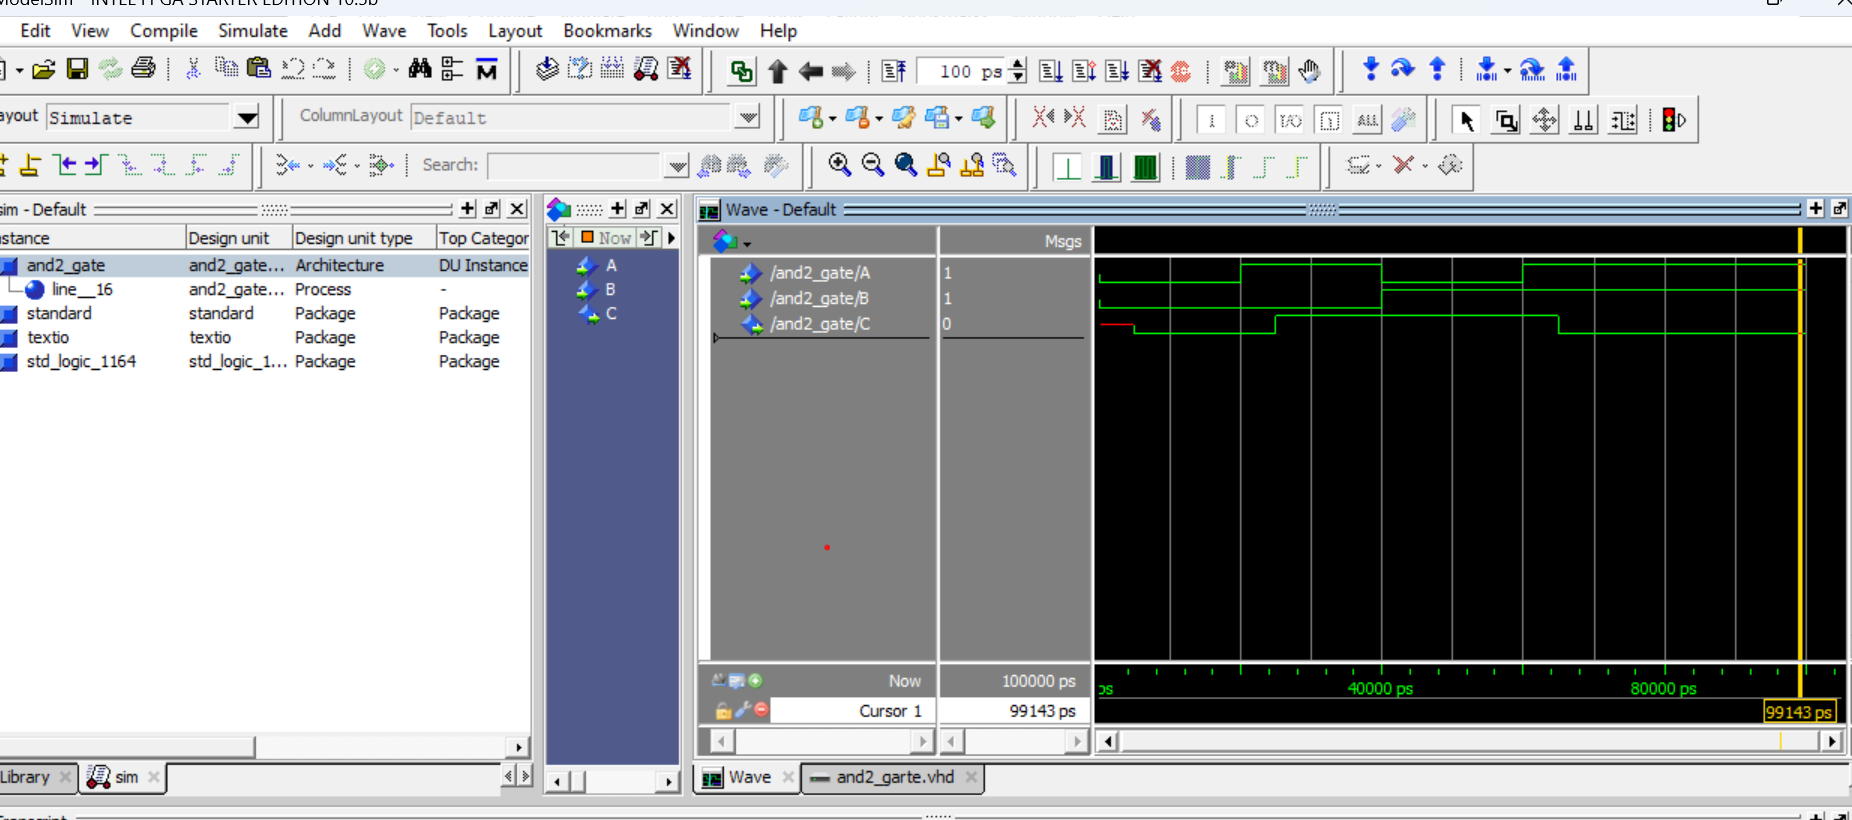 ModelSim - INTEL FPGA STARTER EDITION 10.5b
Edit View Compile Simulate Add Wave Tools Layout Bookmarks Window Help
100 ps
ayout Simulate ColumnLayout Default
Search:
sim - Default Wave - Default
nstance Design unit Design unit type Top Categor Now Msgs
and2_gate and2_gate... Architecture DU Instance A /and2_gate/A 1
line__16 and2_gate... Process - B /and2_gate/B 1
standard standard Package Package C /and2_gate/C 0
textio textio Package Package
std_logic_1164 std_logic_1... Package Package
Now 100000 ps ps 40000 ps 80000 ps
Cursor 1 99143 ps 99143 ps
Library sim Wave and2_garte.vhd
Transcript